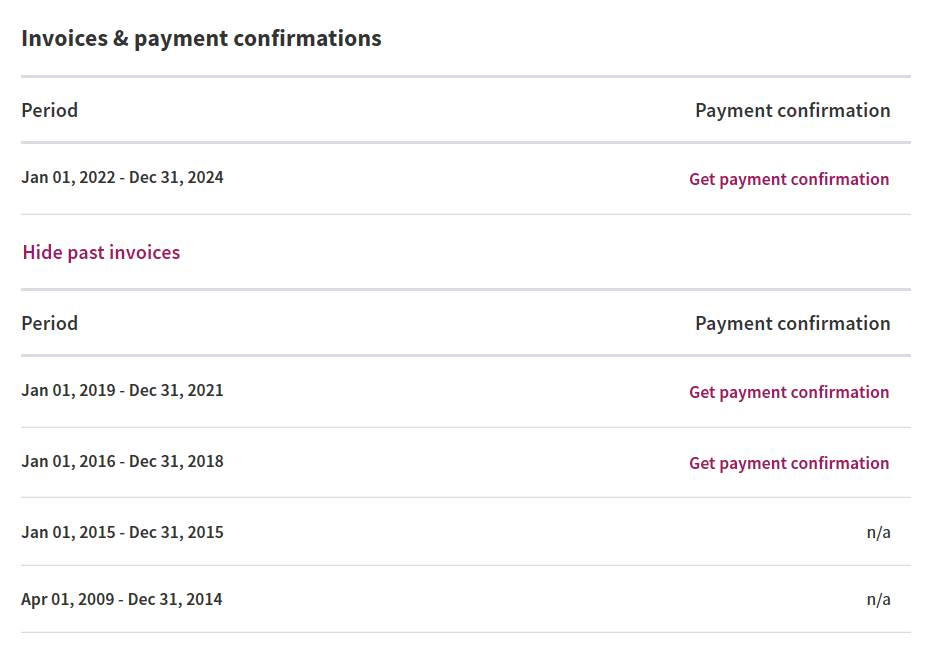 Invoices & payment confirmations
Period Payment confirmation
Jan 01, 2022 - Dec 31, 2024 Get payment confirmation
Hide past invoices
Period Payment confirmation
Jan 01, 2019 - Dec 31, 2021 Get payment confirmation
Jan 01, 2016 - Dec 31, 2018 Get payment confirmation
Jan 01, 2015 - Dec 31, 2015 n/a
Apr 01, 2009 - Dec 31, 2014 n/a